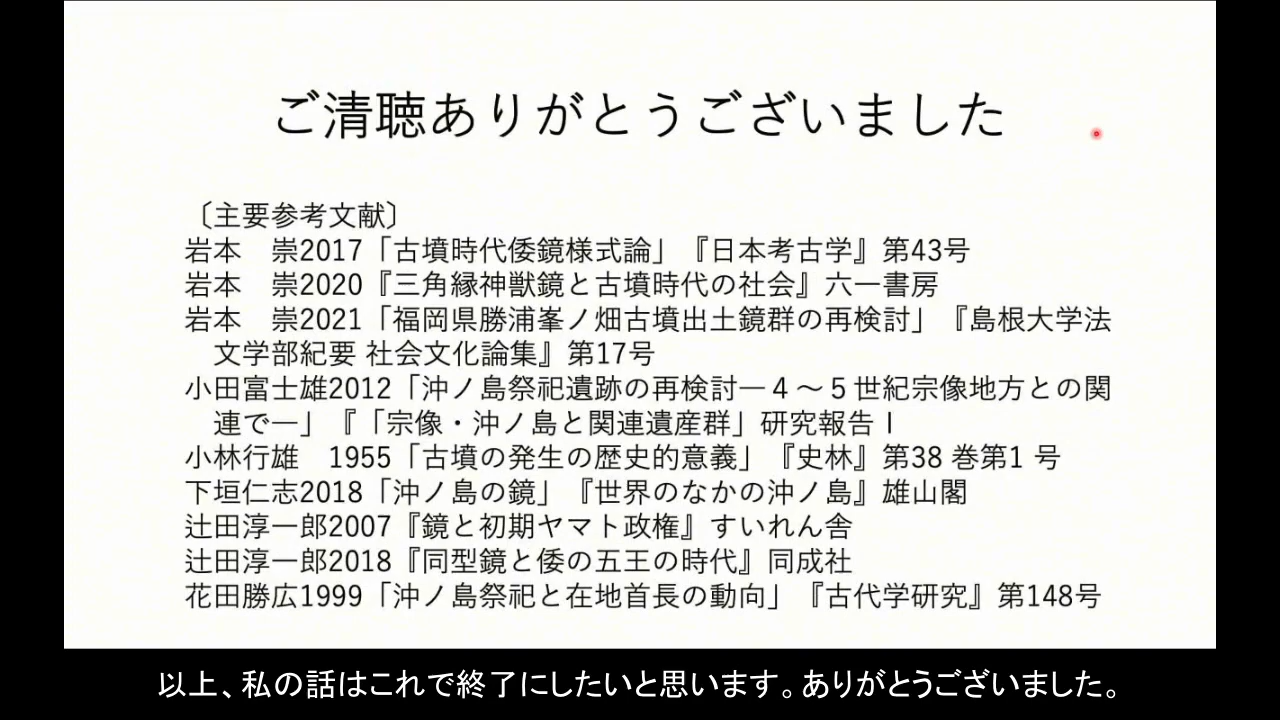 ご清聴ありがとうございました
〔主要参考文献〕
岩本　崇2017「古墳時代倭鏡様式論」『日本考古学』第43号
岩本　崇2020『三角縁神獣鏡と古墳時代の社会』六一書房
岩本　崇2021「福岡県勝浦峯ノ畑古墳出土鏡群の再検討」『島根大学法
文学部紀要 社会文化論集』第17号
小田富士雄2012「沖ノ島祭祀遺跡の再検討―４～５世紀宗像地方との関
連で―」『「宗像・沖ノ島と関連遺産群」研究報告Ⅰ
小林行雄　1955「古墳の発生の歴史的意義」『史林』第38 巻第1 号
下垣仁志2018「沖ノ島の鏡」『世界のなかの沖ノ島』雄山閣
辻田淳一郎2007『鏡と初期ヤマト政権』すいれん舎
辻田淳一郎2018『同型鏡と倭の五王の時代』同成社
花田勝広1999「沖ノ島祭祀と在地首長の動向」『古代学研究』第148号
以上、私の話はこれで終了にしたいと思います。ありがとうございました。